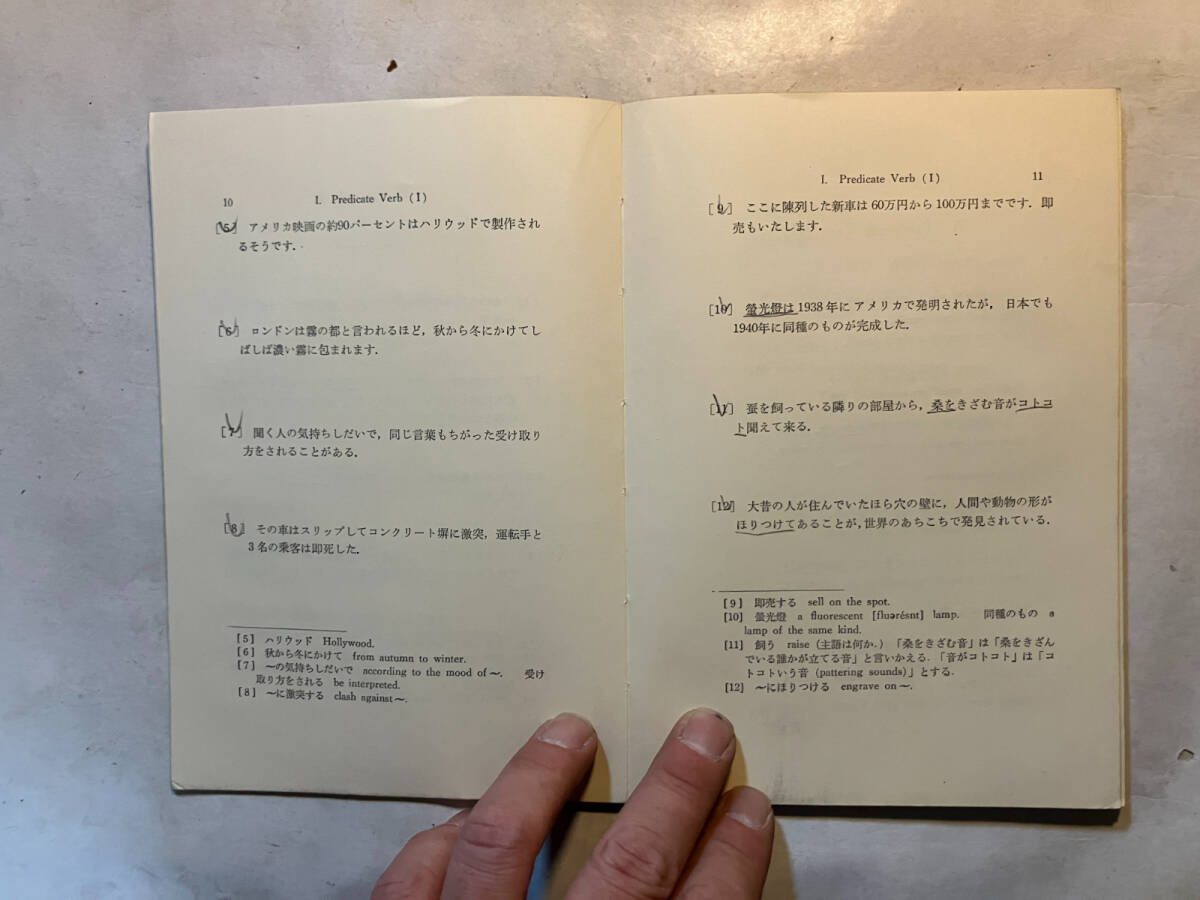 10
I. Predicate Verb (I)
[5] アメリカ映画の約90パーセントはハリウッドで製作され
るそうです.
[6] ロンドンは霧の都と言われるほど, 秋から冬にかけてし
ばしば濃い霧に包まれます.
[7] 聞く人の気持ちしだいで, 同じ言葉もちがった受け取り
方をされることがある.
[8] その車はスリップしてコンクリート塀に激突, 運転手と
3名の乗客は即死した.
[5] ハリウッド Hollywood.
[6] 秋から冬にかけて from autumn to winter.
[7] 〜の気持ちしだいで according to the mood of〜. 受け
取り方をされる be interpreted.
[8] 〜に激突する clash against〜.
I. Predicate Verb (I)
11
[9] ここに陳列した新車は60万円から100万円までです. 即
売もいたします.
[10] 螢光燈は1938年にアメリカで発明されたが, 日本でも
1940年に同種のものが完成した.
[11] 蚕を飼っている隣りの部屋から, 桑をきざむ音がコトコ
ト聞えて来る.
[12] 大昔の人が住んでいたほら穴の壁に, 人間や動物の形が
ほりつけてあることが, 世界のあちこちで発見されている.
[9] 即売する sell on the spot.
[10] 螢光燈 a fluorescent [fluərésnt] lamp. 同種のもの a
lamp of the same kind.
[11] 飼う raise (主語は何か.) 「桑をきざむ音」は「桑をきざん
でいる誰かが立てる音」と言いかえる. 「音がコトコト」は「コ
トコトいう音 (pattering sounds)」とする.
[12] 〜にほりつける engrave on〜.